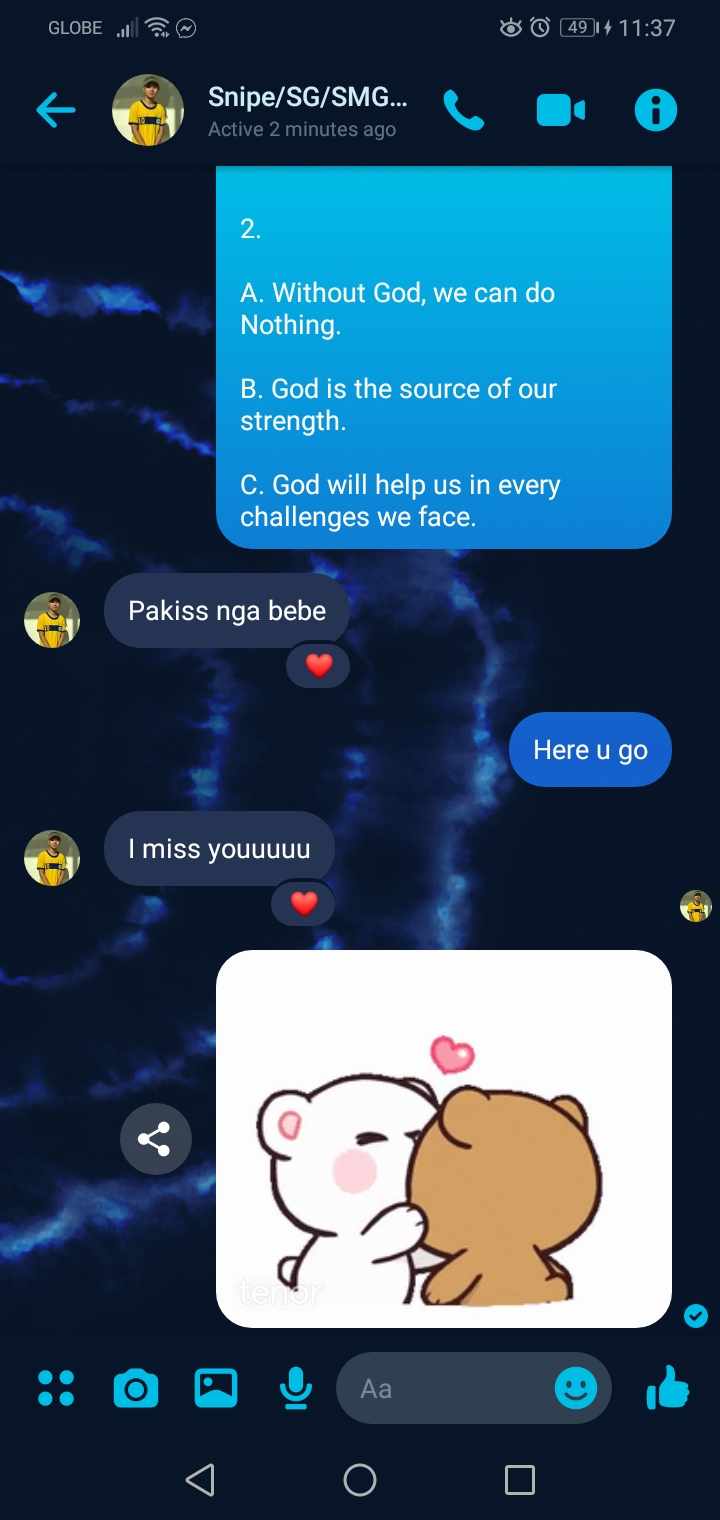 GLOBE 49 11:37
Snipe/SG/SMG...
Active 2 minutes ago
2.
A. Without God, we can do
Nothing.
B. God is the source of our
strength.
C. God will help us in every
challenges we face.
Pakiss nga bebe
Here u go
I miss youuuuu
tenor
Aa